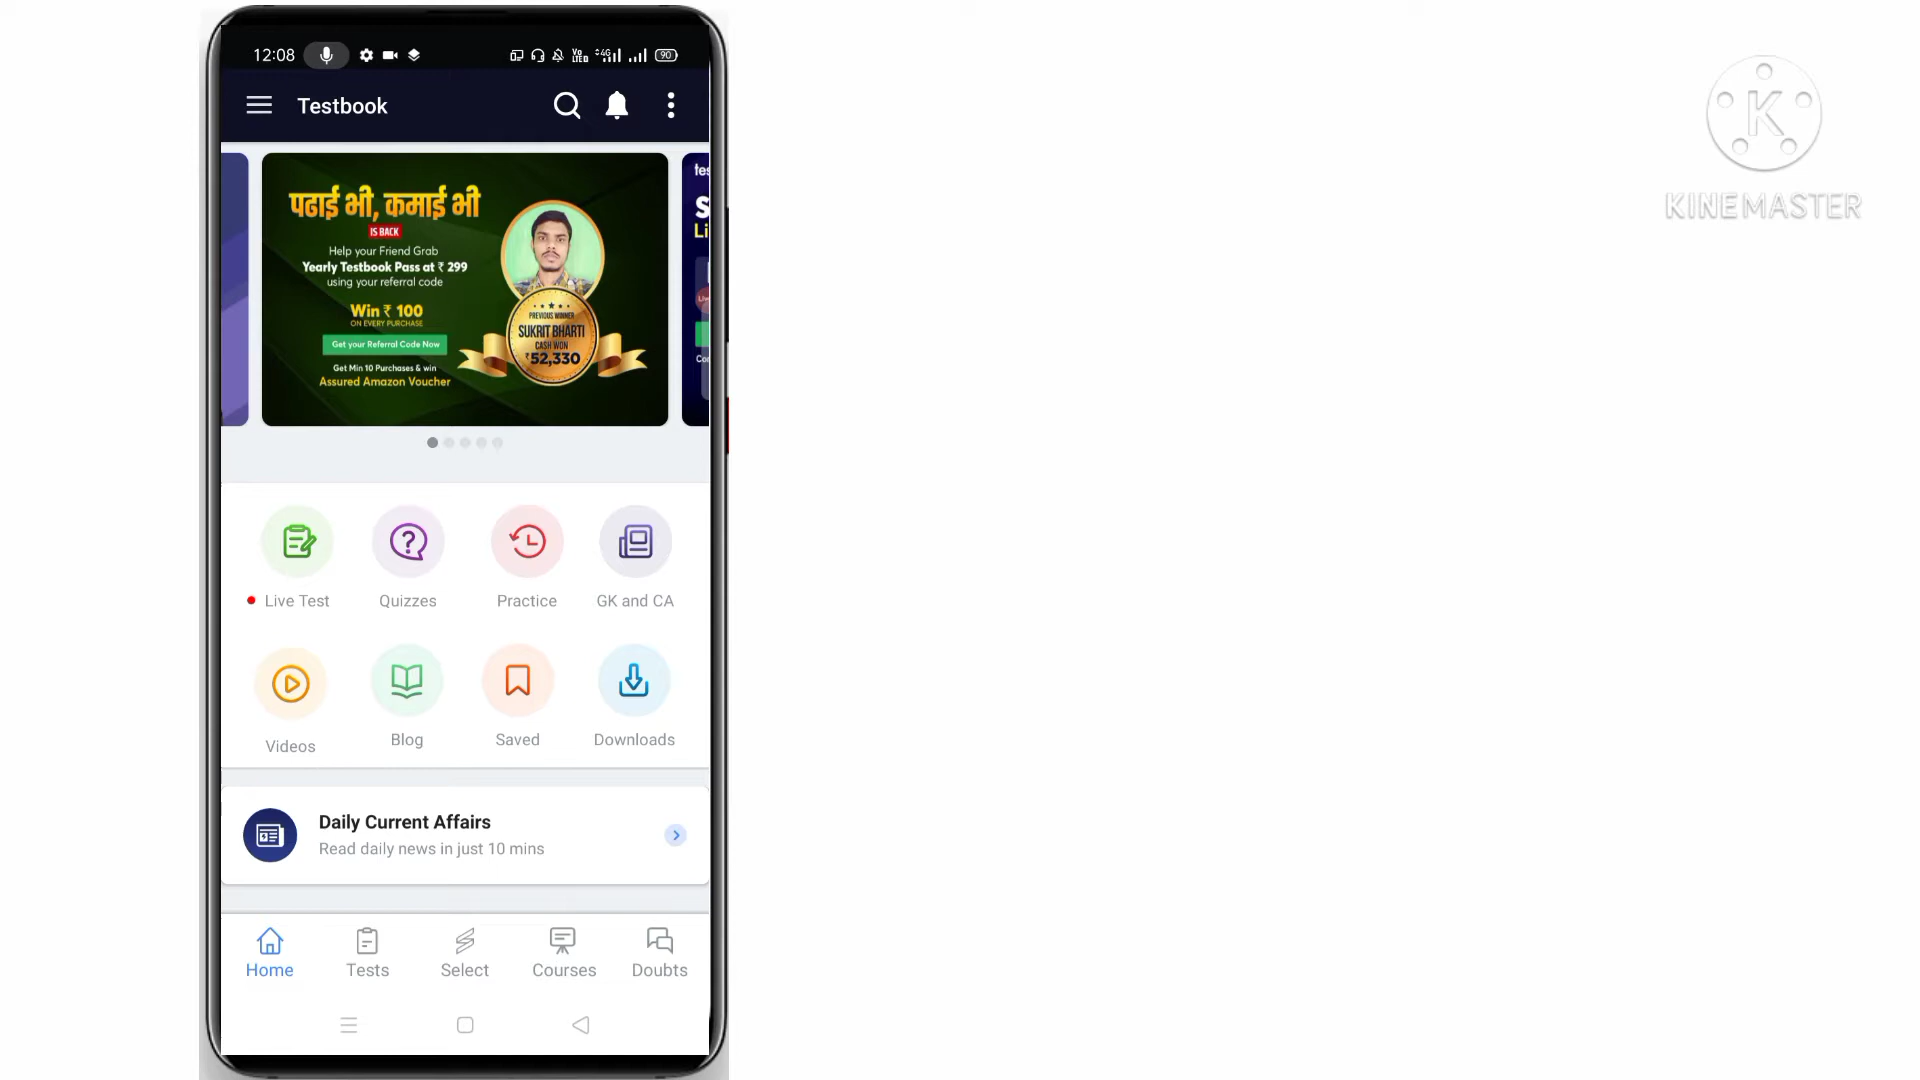 12:08
90
Testbook
पढाई भी, कमाई भी
IS BACK
Help your Friend Grab
Yearly Testbook Pass at ₹ 299
using your referral code
Win ₹ 100
ON EVERY PURCHASE
Get your Referral Code Now
Get Min 10 Purchases & win
Assured Amazon Voucher
PREVIOUS WINNER
SUKRIT BHARTI
CASH WON
₹52,330
Live Test
Quizzes
Practice
GK and CA
Videos
Blog
Saved
Downloads
Daily Current Affairs
Read daily news in just 10 mins
Home
Tests
Select
Courses
Doubts
K
KINEMASTER